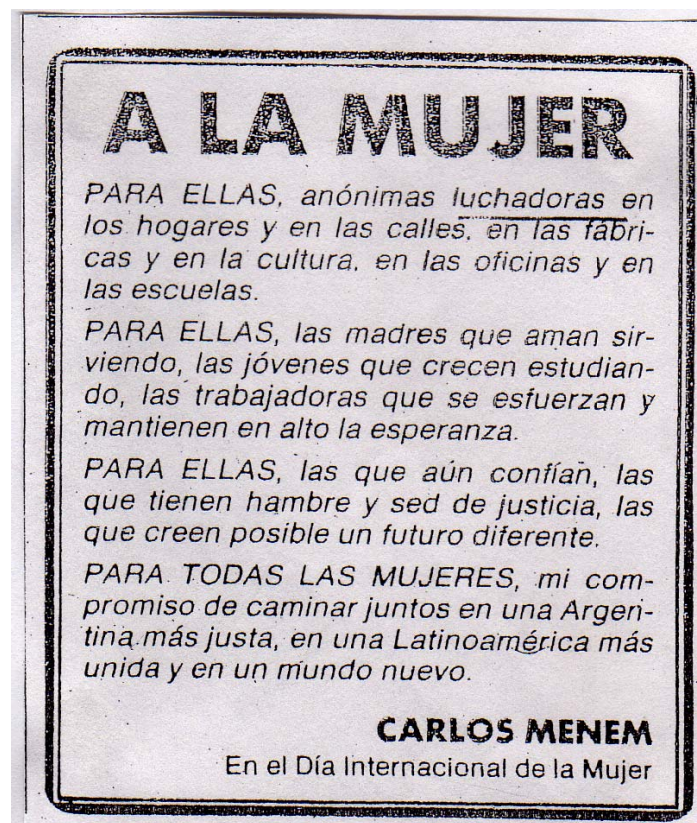 A LA MUJER
PARA ELLAS, anónimas luchadoras en
los hogares y en las calles, en las fábri-
cas y en la cultura, en las oficinas y en
las escuelas.
PARA ELLAS, las madres que aman sir-
viendo, las jóvenes que crecen estudian-
do, las trabajadoras que se esfuerzan y
mantienen en alto la esperanza.
PARA ELLAS, las que aún confían, las
que tienen hambre y sed de justicia, las
que creen posible un futuro diferente.
PARA TODAS LAS MUJERES, mi com-
promiso de caminar juntos en una Argen-
tina más justa, en una Latinoamérica más
unida y en un mundo nuevo.
CARLOS MENEM
En el Día Internacional de la Mujer